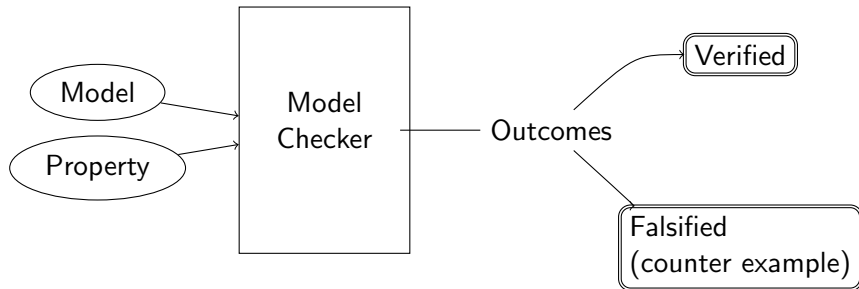 Model
Property
Model
Checker
Outcomes
Verified
Falsified
(counter example)